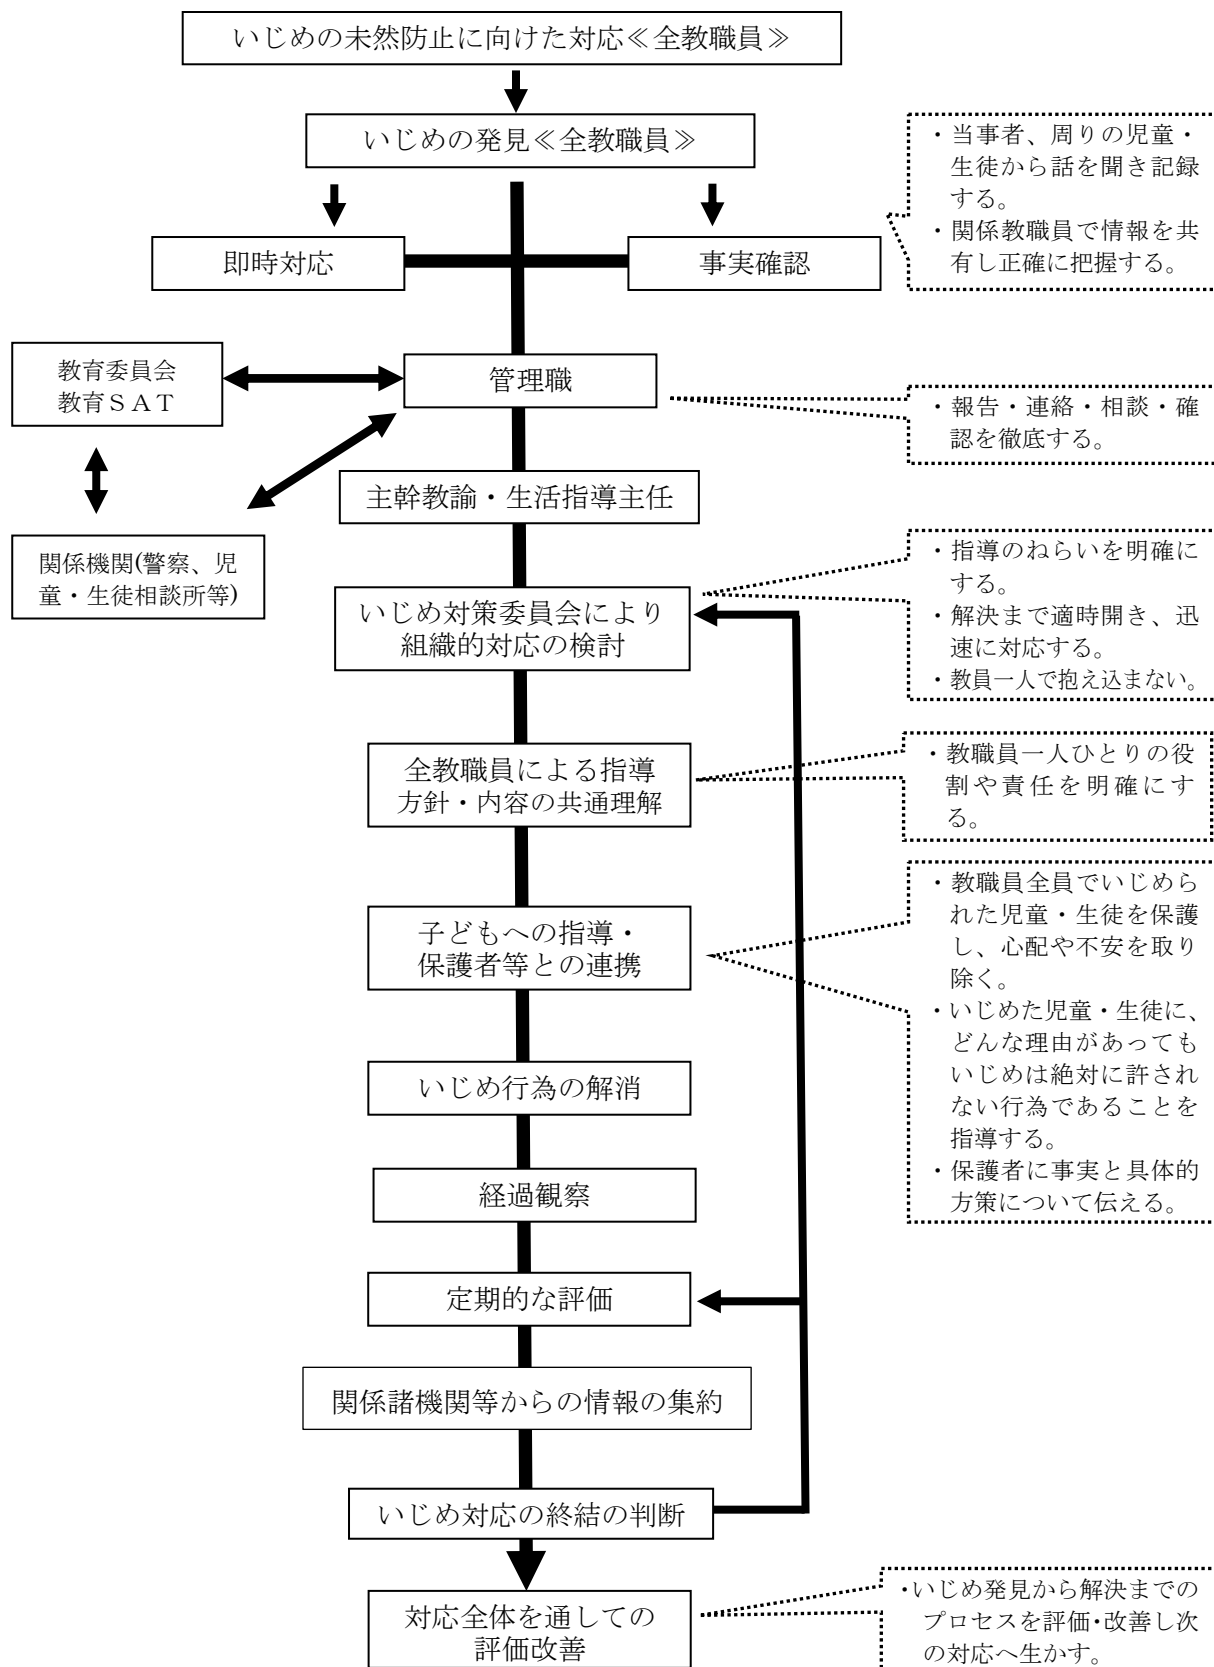 いじめの未然防止に向けた対応≪全教職員≫
いじめの発見≪全教職員≫
・当事者、周りの児童・
生徒から話を聞き記録
する。
・関係教職員で情報を共
有し正確に把握する。
即時対応
事実確認
教育委員会
教育ＳＡＴ
管理職
・報告・連絡・相談・確
認を徹底する。
主幹教諭・生活指導主任
関係機関(警察、児
童・生徒相談所等)
・指導のねらいを明確に
する。
・解決まで適時開き、迅
速に対応する。
・教員一人で抱え込まない。
いじめ対策委員会により
組織的対応の検討
全教職員による指導
方針・内容の共通理解
・教職員一人ひとりの役
割や責任を明確にす
る。
子どもへの指導・
保護者等との連携
・教職員全員でいじめら
れた児童・生徒を保護
し、心配や不安を取り
除く。
・いじめた児童・生徒に、
どんな理由があっても
いじめは絶対に許され
ない行為であることを
指導する。
・保護者に事実と具体的
方策について伝える。
いじめ行為の解消
経過観察
定期的な評価
関係諸機関等からの情報の集約
いじめ対応の終結の判断
対応全体を通しての
評価改善
・いじめ発見から解決までの
プロセスを評価・改善し次
の対応へ生かす。